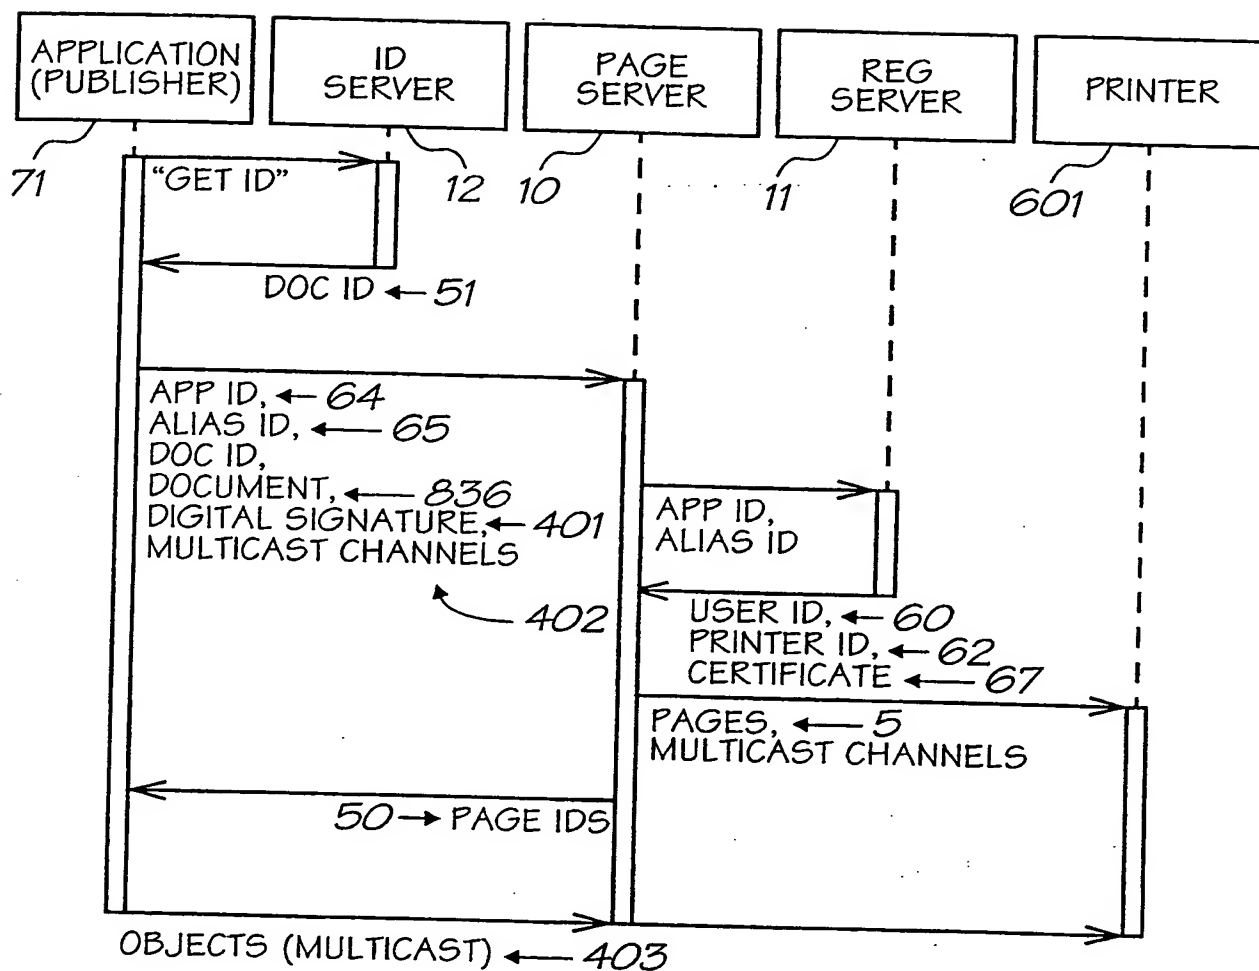 APPLICATION
(PUBLISHER)
ID
SERVER
PAGE
SERVER
REG
SERVER
PRINTER
71
12
10
11
601
"GET ID"
DOC ID ← 51
APP ID, ← 64
ALIAS ID, ← 65
DOC ID,
DOCUMENT, ← 836
DIGITAL SIGNATURE, ← 401
MULTICAST CHANNELS
402
APP ID,
ALIAS ID
USER ID, ← 60
PRINTER ID, ← 62
CERTIFICATE ← 67
PAGES, ← 5
MULTICAST CHANNELS
50 → PAGE IDS
OBJECTS (MULTICAST) ← 403